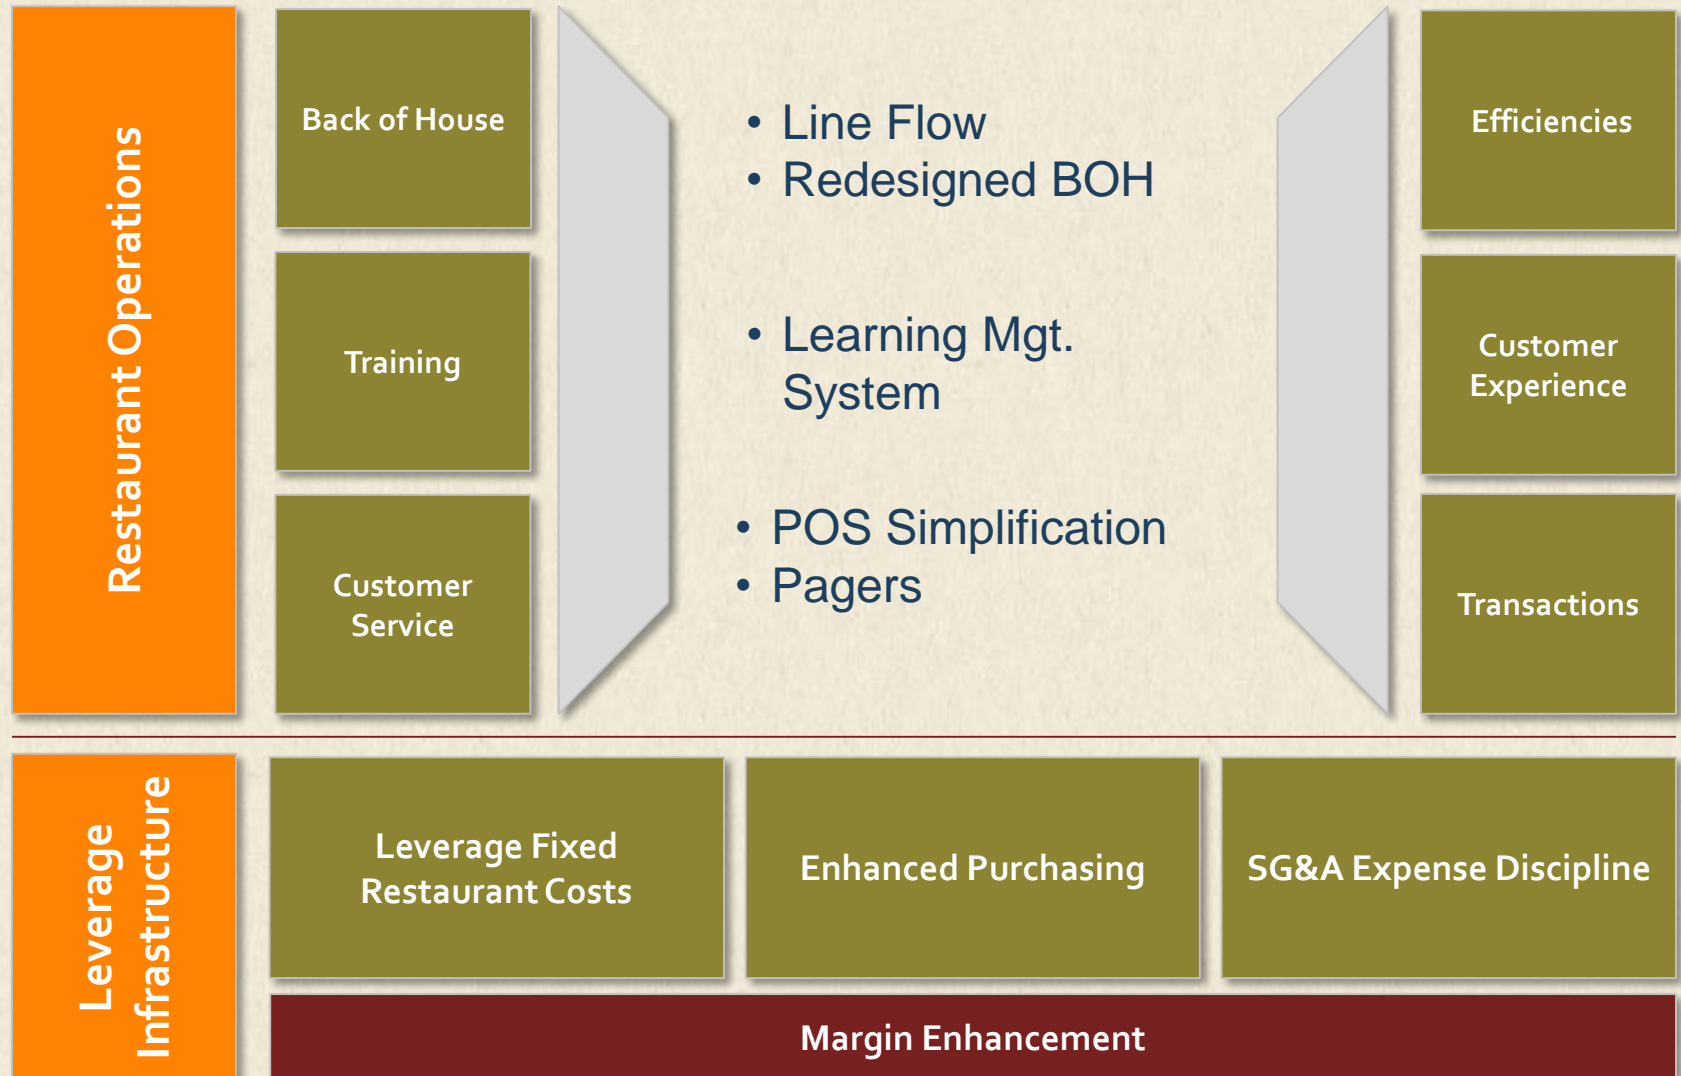 Restaurant Operations
Back of House
Training
Customer
Service
• Line Flow
• Redesigned BOH
• Learning Mgt.
System
• POS Simplification
• Pagers
Efficiencies
Customer
Experience
Transactions
Leverage
Infrastructure
Leverage Fixed
Restaurant Costs
Enhanced Purchasing
SG&A Expense Discipline
Margin Enhancement